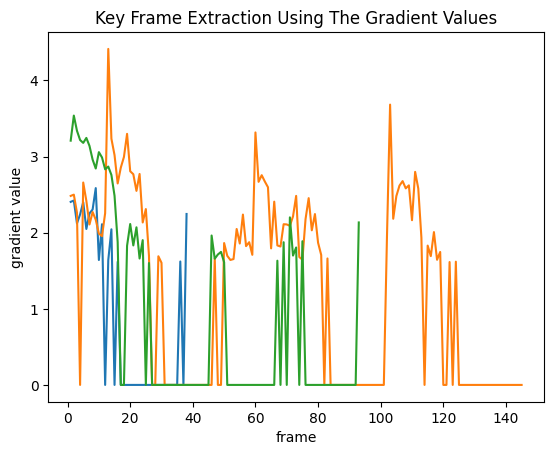 Key Frame Extraction Using The Gradient Values
gradient value
4
3
2
1
0
0 20 40 60 80 100 120 140
frame